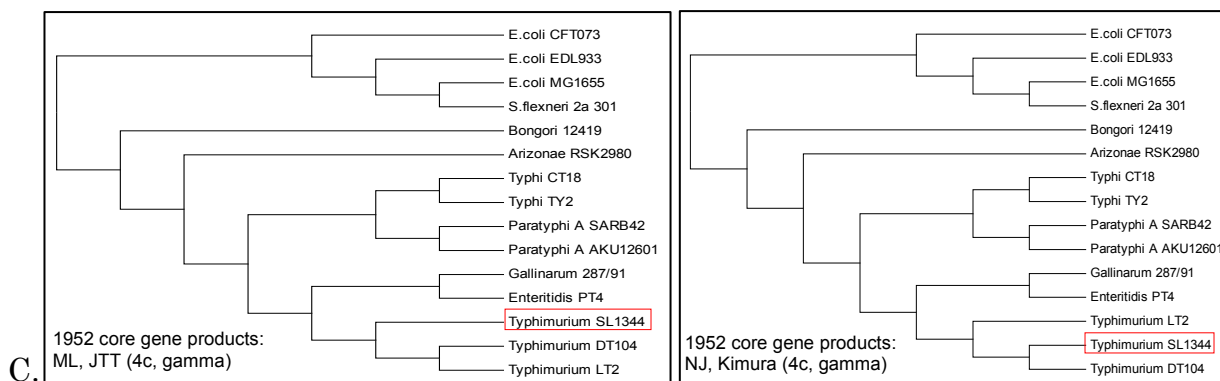 E.coli CFT073
E.coli EDL933
E.coli MG1655
S.flexneri 2a 301
Bongori 12419
Arizonae RSK2980
Typhi CT18
Typhi TY2
Paratyphi A SARB42
Paratyphi A AKU12601
Gallinarum 287/91
Enteritidis PT4
Typhimurium SL1344
Typhimurium DT104
Typhimurium LT2
1952 core gene products:
ML, JTT (4c, gamma)
E.coli CFT073
E.coli EDL933
E.coli MG1655
S.flexneri 2a 301
Bongori 12419
Arizonae RSK2980
Typhi CT18
Typhi TY2
Paratyphi A SARB42
Paratyphi A AKU12601
Gallinarum 287/91
Enteritidis PT4
Typhimurium LT2
Typhimurium SL1344
Typhimurium DT104
1952 core gene products:
NJ, Kimura (4c, gamma)
C.